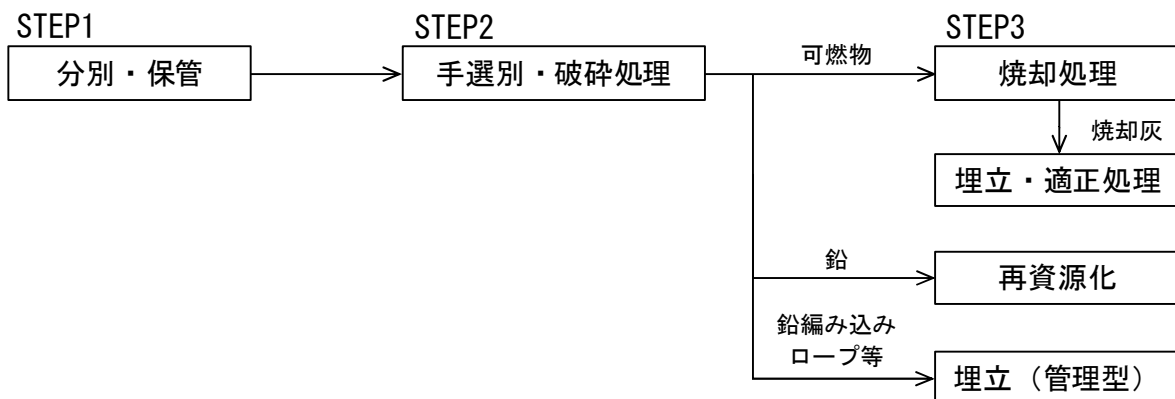 STEP1
分別・保管
STEP2
手選別・破砕処理
可燃物
STEP3
焼却処理
焼却灰
埋立・適正処理
鉛
再資源化
鉛編み込み
ロープ等
埋立（管理型）